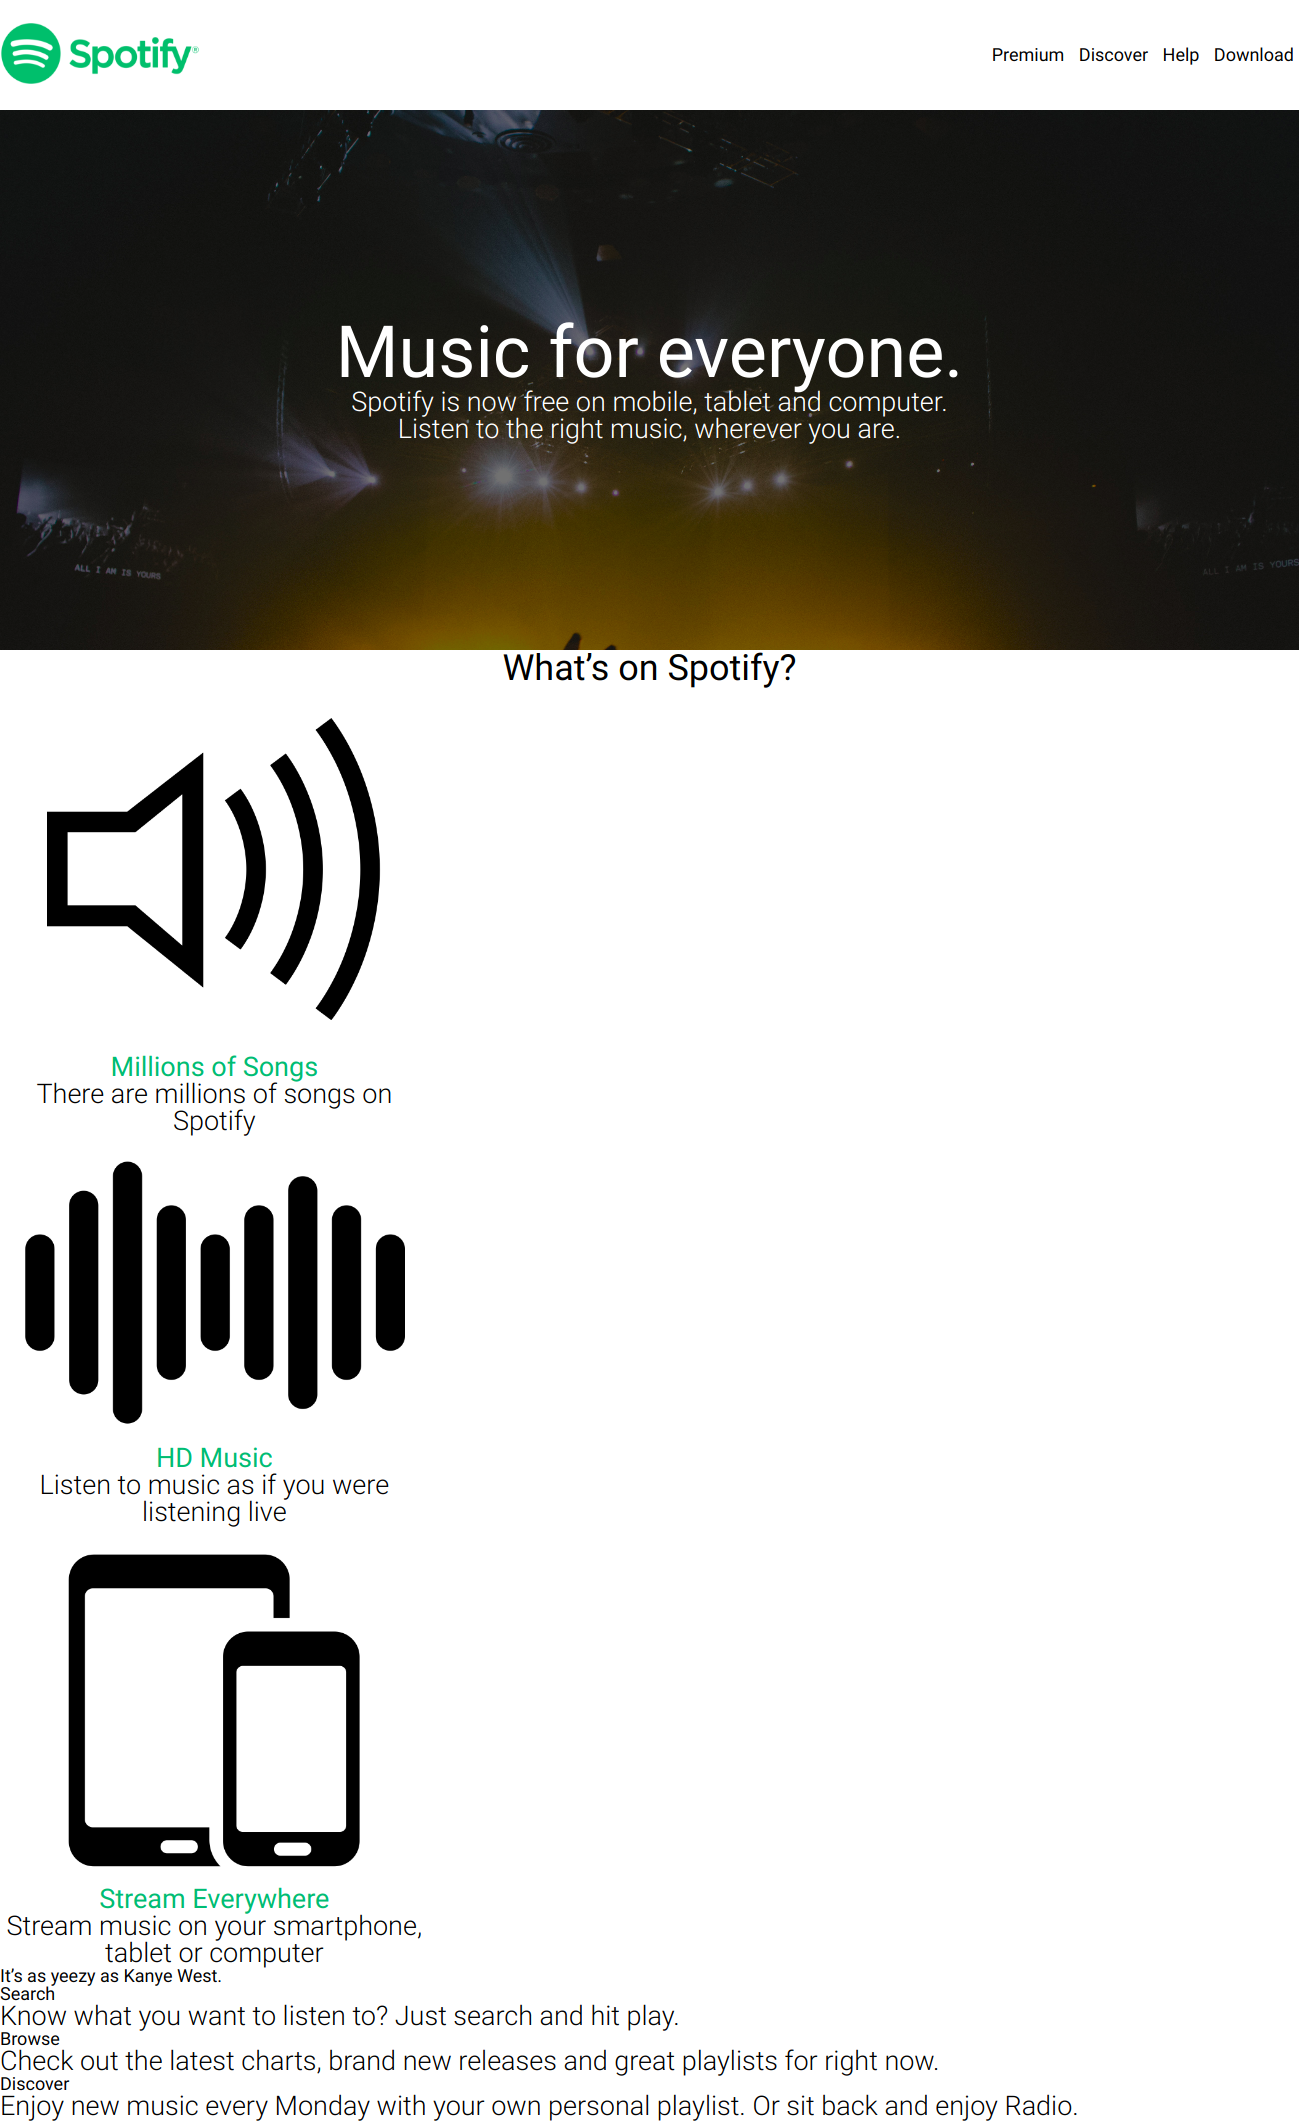 Spotify®
Premium Discover Help Download
Music for everyone.
Spotify is now free on mobile, tablet and computer.
Listen to the right music, wherever you are.
ALL I AM IS YOURS
ALL I AM IS YOURS
What’s on Spotify?
Millions of Songs
There are millions of songs on
Spotify
HD Music
Listen to music as if you were
listening live
Stream Everywhere
Stream music on your smartphone,
tablet or computer
It’s as yeezy as Kanye West.
Search
Know what you want to listen to? Just search and hit play.
Browse
Check out the latest charts, brand new releases and great playlists for right now.
Discover
Enjoy new music every Monday with your own personal playlist. Or sit back and enjoy Radio.